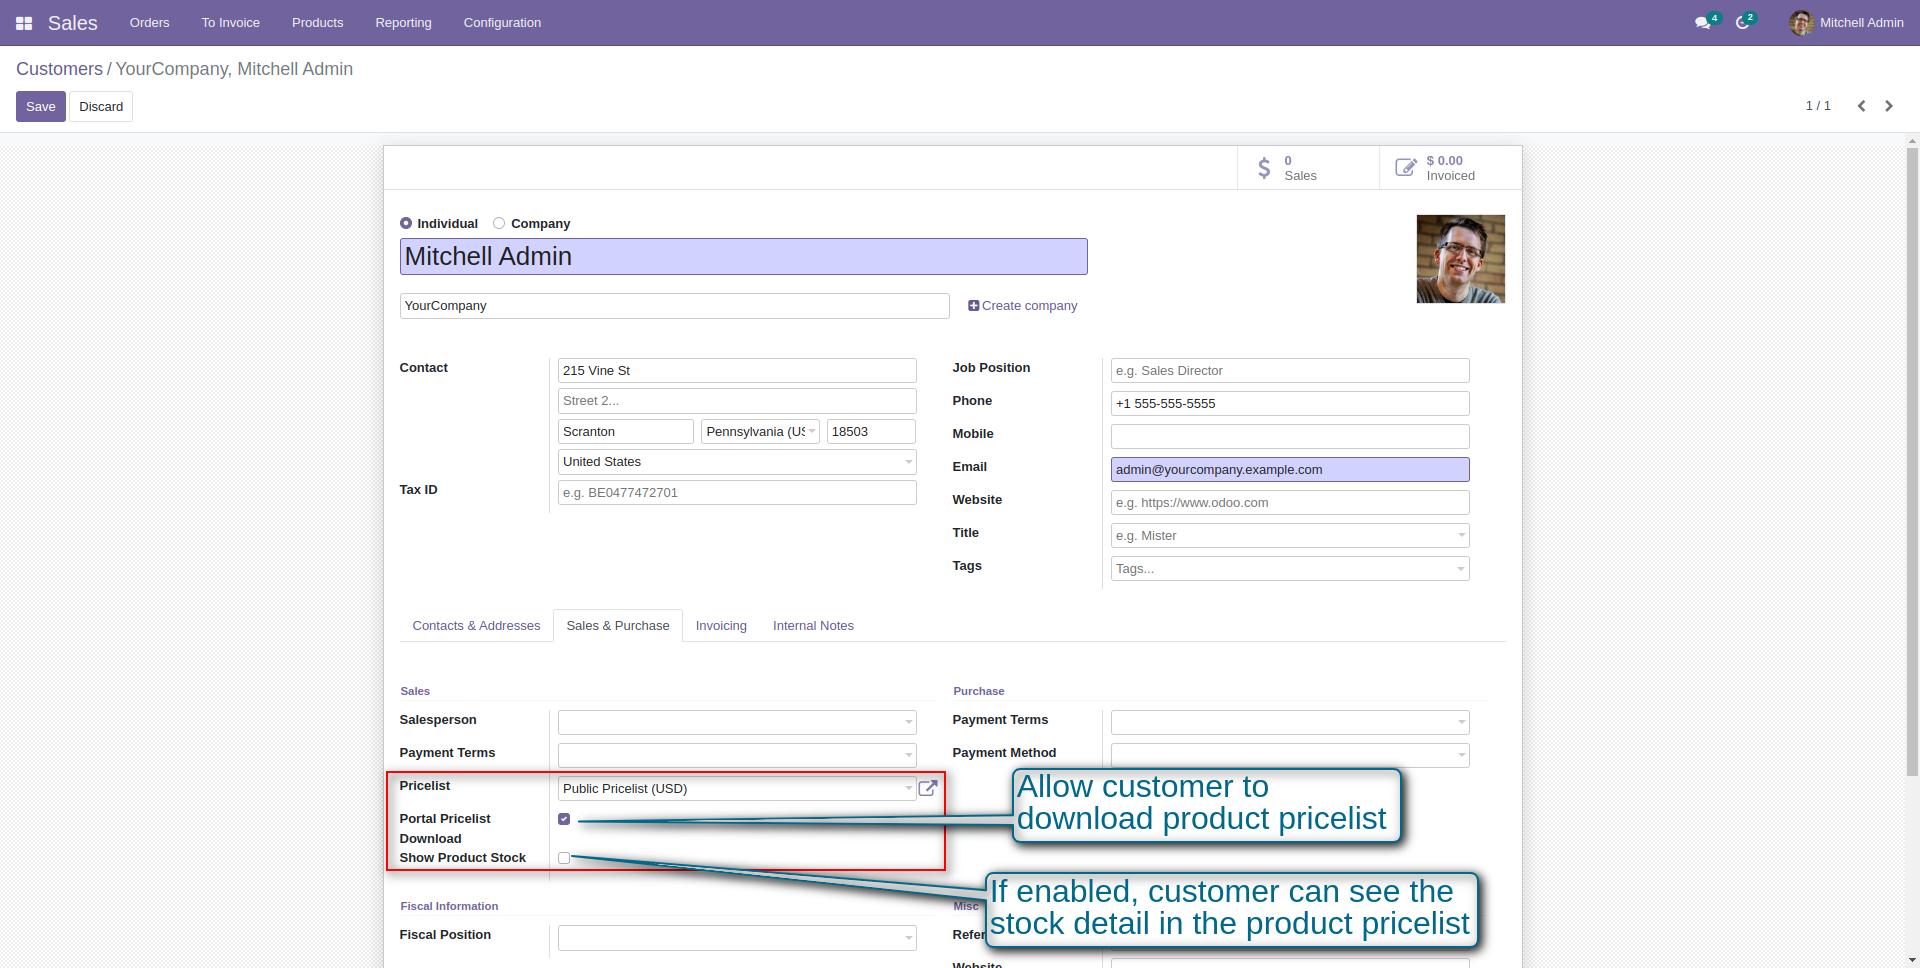 Sales Orders To Invoice Products Reporting Configuration 4 2 Mitchell Admin
Customers / YourCompany, Mitchell Admin
Save Discard 1 / 1
0
Sales
$ 0.00
Invoiced
Individual Company
Mitchell Admin
YourCompany Create company
Contact 215 Vine St
Street 2...
Scranton Pennsylvania (US 18503
United States
Tax ID e.g. BE0477472701
Job Position e.g. Sales Director
Phone +1 555-555-5555
Mobile
Email admin@yourcompany.example.com
Website e.g. https://www.odoo.com
Title e.g. Mister
Tags Tags...
Contacts & Addresses Sales & Purchase Invoicing Internal Notes
Sales
Salesperson
Payment Terms
Pricelist Public Pricelist (USD)
Portal Pricelist
Download
Show Product Stock
Purchase
Payment Terms
Payment Method
Allow customer to
download product pricelist
If enabled, customer can see the
stock detail in the product pricelist
Fiscal Information
Fiscal Position
Misc
Refer
Website